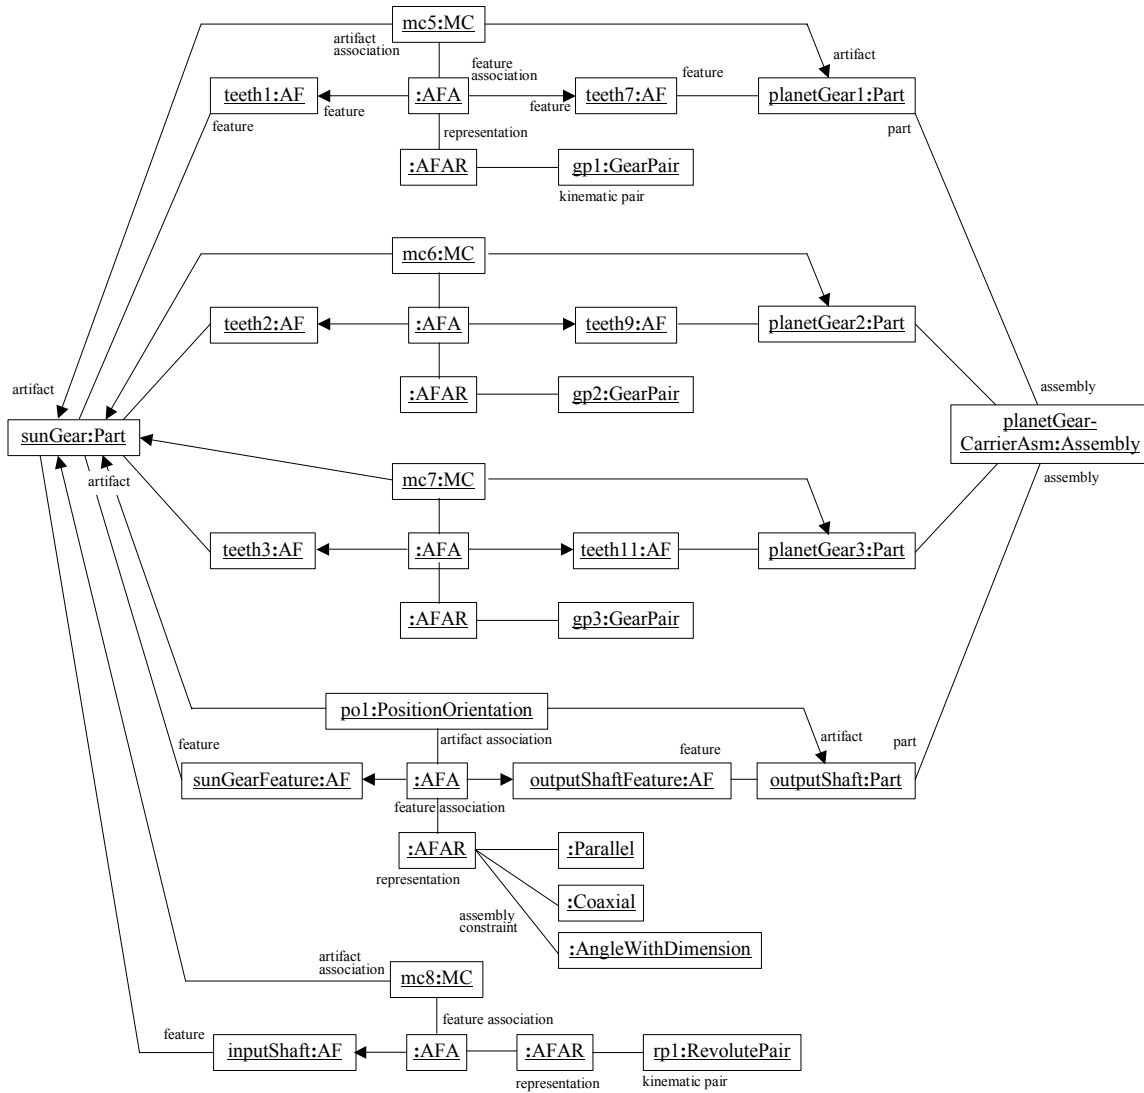 mc5:MC
artifact
association
artifact
feature
association
feature
teeth1:AF
:AFA
teeth7:AF
planetGear1:Part
feature
feature
feature
part
representation
:AFAR
gp1:GearPair
kinematic pair
mc6:MC
teeth2:AF
:AFA
teeth9:AF
planetGear2:Part
:AFAR
gp2:GearPair
artifact
assembly
sunGear:Part
planetGear-
CarrierAsm:Assembly
artifact
mc7:MC
assembly
teeth3:AF
:AFA
teeth11:AF
planetGear3:Part
:AFAR
gp3:GearPair
po1:PositionOrientation
feature
artifact association
feature
artifact
part
sunGearFeature:AF
:AFA
outputShaftFeature:AF
outputShaft:Part
feature association
:AFAR
:Parallel
representation
:Coaxial
assembly
constraint
:AngleWithDimension
artifact
association
mc8:MC
feature association
feature
inputShaft:AF
:AFA
:AFAR
rp1:RevolutePair
representation
kinematic pair